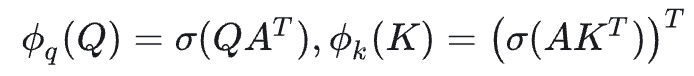 ϕ_q(Q) = σ(QA^T), ϕ_k(K) = (σ(AK^T))^T